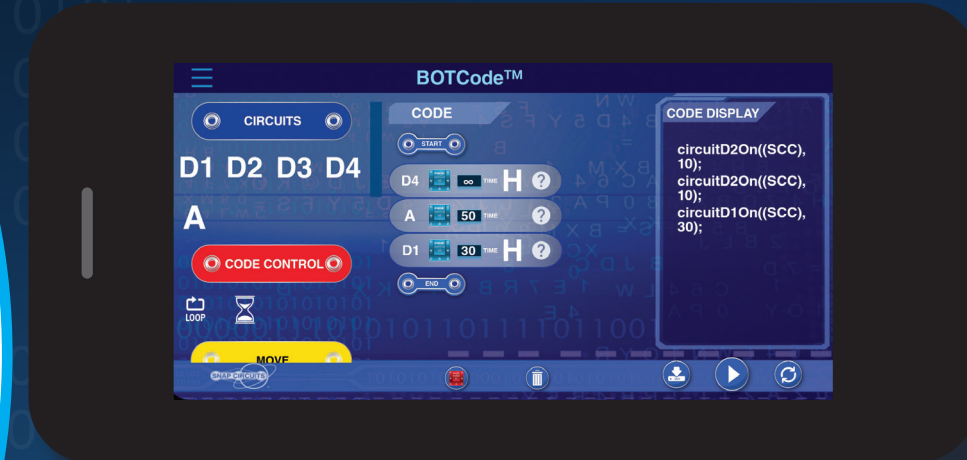 BOTCode™
CIRCUITS
D1 D2 D3 D4
A
CODE CONTROL
LOOP
MOVE
SNAP CIRCUITS
CODE
START
D4 ∞ TIME H ?
A 50 TIME ?
D1 30 TIME H ?
END
CODE DISPLAY
circuitD2On((SCC),
10);
circuitD2On((SCC),
10);
circuitD1On((SCC),
30);